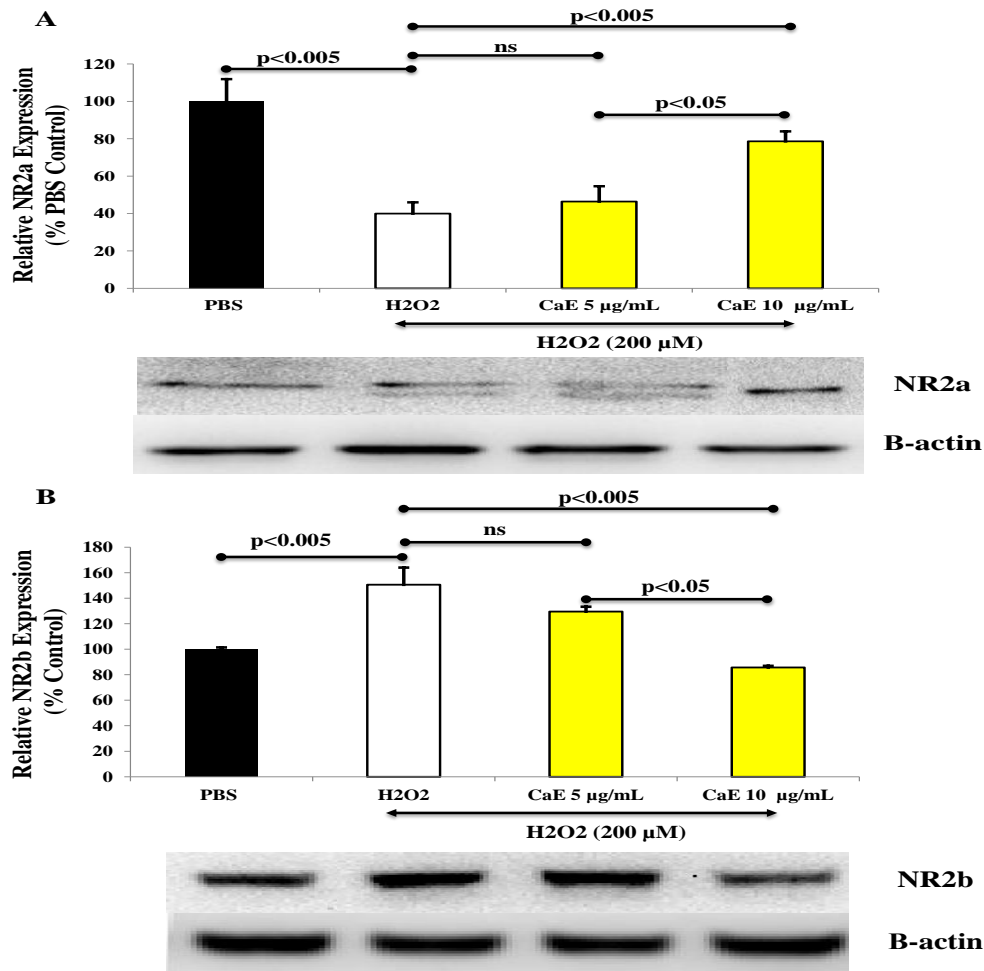 A
p<0.005
ns
p<0.005
p<0.05
Relative NR2a Expression
(% PBS Control)
120
100
80
60
40
20
0
PBS
H2O2
CaE 5 µg/mL
CaE 10 µg/mL
H2O2 (200 µM)
NR2a
B-actin
B
p<0.005
ns
p<0.005
p<0.05
Relative NR2b Expression
(% Control)
180
160
140
120
100
80
60
40
20
0
PBS
H2O2
CaE 5 µg/mL
CaE 10 µg/mL
H2O2 (200 µM)
NR2b
B-actin